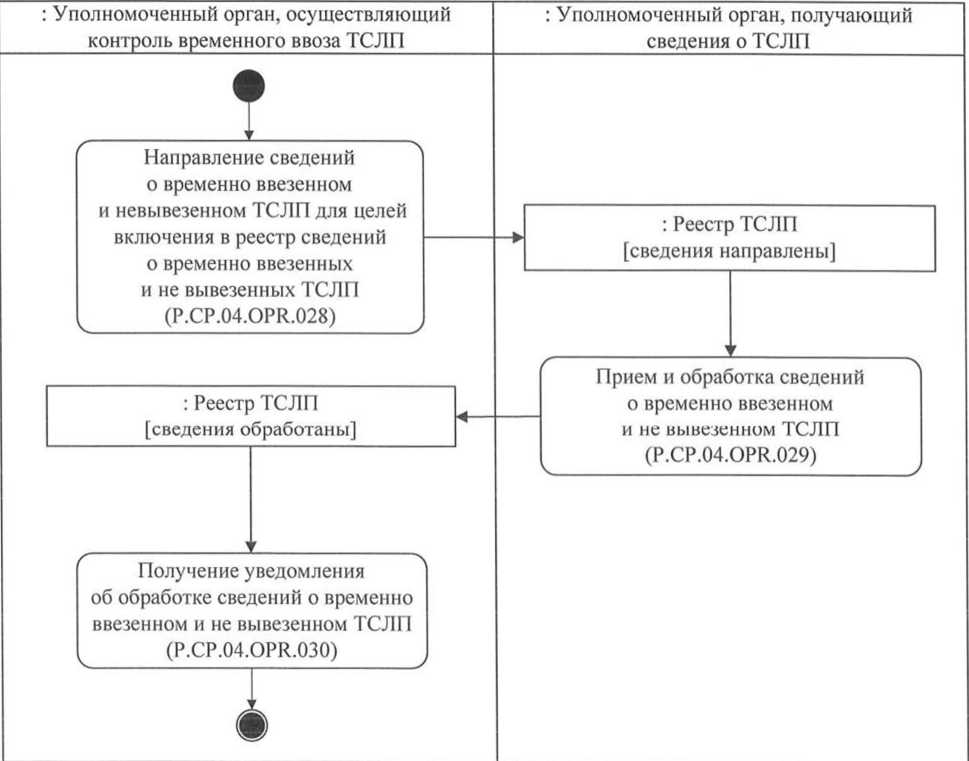 : Уполномоченный орган, осуществляющий
контроль временного ввоза ТСЛП
: Уполномоченный орган, получающий
сведения о ТСЛП
Направление сведений
о временно ввезенном
и невывезенном ТСЛП для целей
включения в реестр сведений
о временно ввезенных
и не вывезенных ТСЛП
(P.CP.04.OPR.028)
: Реестр ТСЛП
[сведения направлены]
Прием и обработка сведений
о временно ввезенном
и не вывезенном ТСЛП
(P.CP.04.OPR.029)
: Реестр ТСЛП
[сведения обработаны]
Получение уведомления
об обработке сведений о временно
ввезенном и не вывезенном ТСЛП
(P.CP.04.OPR.030)